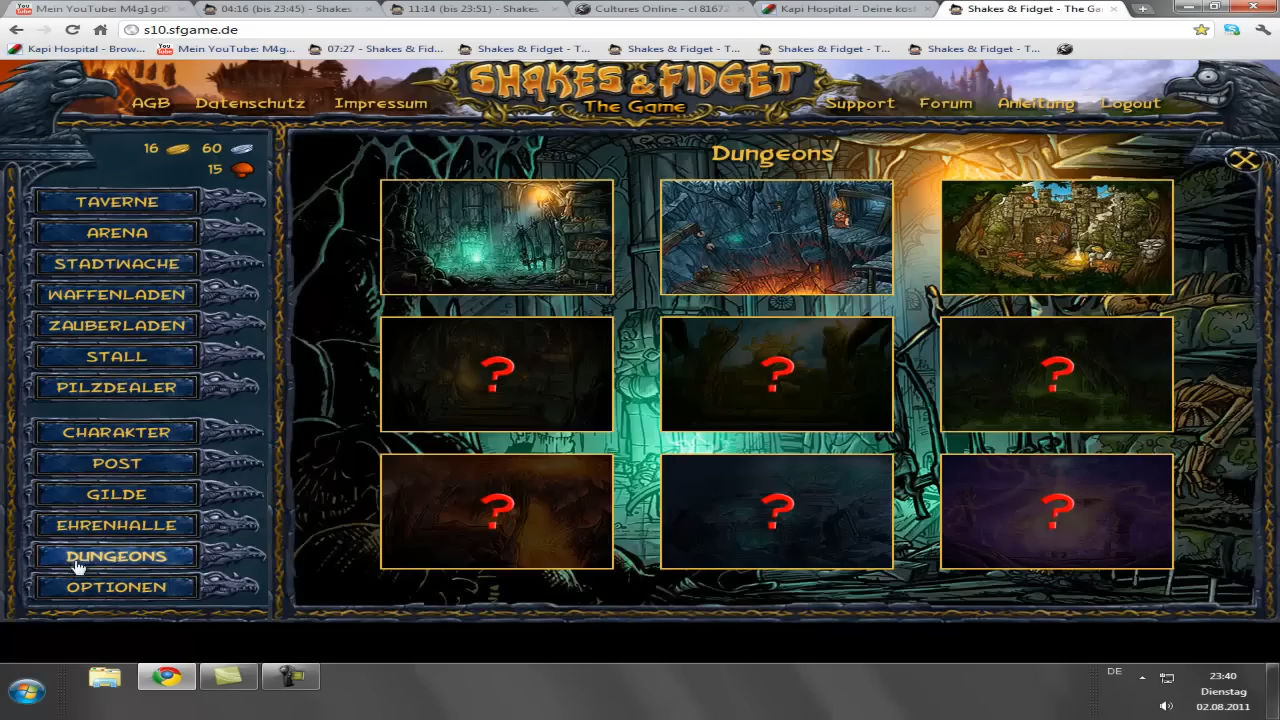 Mein YouTube: M4g1gd0
04:16 (bis 23:45) - Shakes
11:14 (bis 23:51) - Shakes
Cultures Online - cl 81672
Kapi Hospital - Deine kost
Shakes & Fidget - The Ga
s10.sfgame.de
Kapi Hospital - Brow...
Mein YouTube: M4g...
07:27 - Shakes & Fid...
Shakes & Fidget - T...
Shakes & Fidget - T...
Shakes & Fidget - T...
Shakes & Fidget - T...
SHAKES & FIDGET
The Game
AGB
Datenschutz
Impressum
Support
Forum
Anleitung
Logout
16
60
15
Dungeons
TAVERNE
ARENA
STADTWACHE
WAFFENLADEN
ZAUBERLADEN
STALL
PILZDEALER
CHARAKTER
POST
GILDE
EHRENHALLE
DUNGEONS
OPTIONEN
? ? ?
? ? ?
DE
23:40
Dienstag
02.08.2011